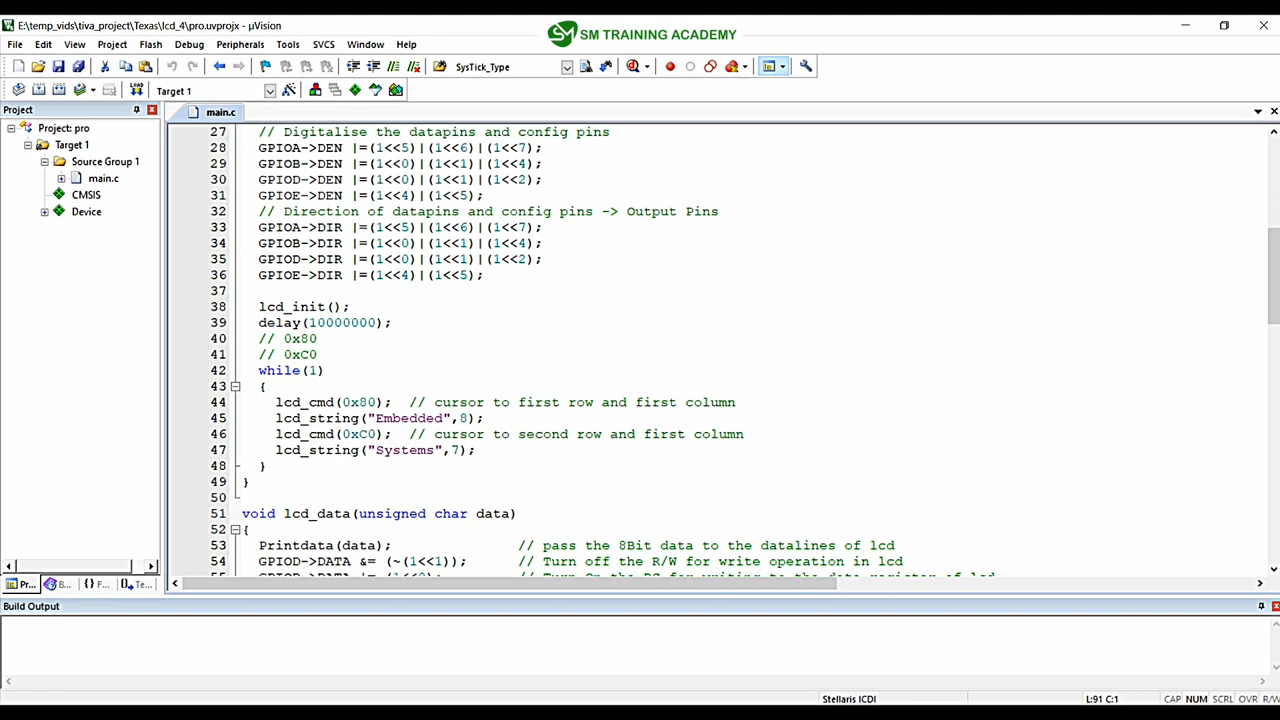 E:\temp_vids\tiva_project\Texas\lcd_4\pro.uvprojx - µVision
SM TRAINING ACADEMY
File Edit View Project Flash Debug Peripherals Tools SVCS Window Help
SysTick_Type
LOAD Target 1
Project
main.c
Project: pro
Target 1
Source Group 1
main.c
CMSIS
Device
27 // Digitalise the datapins and config pins
28 GPIOA->DEN |=(1<<5)|(1<<6)|(1<<7);
29 GPIOB->DEN |=(1<<0)|(1<<1)|(1<<4);
30 GPIOD->DEN |=(1<<0)|(1<<1)|(1<<2);
31 GPIOE->DEN |=(1<<4)|(1<<5);
32 // Direction of datapins and config pins -> Output Pins
33 GPIOA->DIR |=(1<<5)|(1<<6)|(1<<7);
34 GPIOB->DIR |=(1<<0)|(1<<1)|(1<<4);
35 GPIOD->DIR |=(1<<0)|(1<<1)|(1<<2);
36 GPIOE->DIR |=(1<<4)|(1<<5);
37
38 lcd_init();
39 delay(10000000);
40 // 0x80
41 // 0xC0
42 while(1)
43 {
44 lcd_cmd(0x80); // cursor to first row and first column
45 lcd_string("Embedded",8);
46 lcd_cmd(0xC0); // cursor to second row and first column
47 lcd_string("Systems",7);
48 }
49 }
50
51 void lcd_data(unsigned char data)
52 {
53 Printdata(data); // pass the 8Bit data to the datalines of lcd
54 GPIOD->DATA &= (~(1<<1)); // Turn off the R/W for write operation in lcd
Pr... B... {} F... Te...
Build Output
Stellaris ICDI L:91 C:1 CAP NUM SCRL OVR R/W